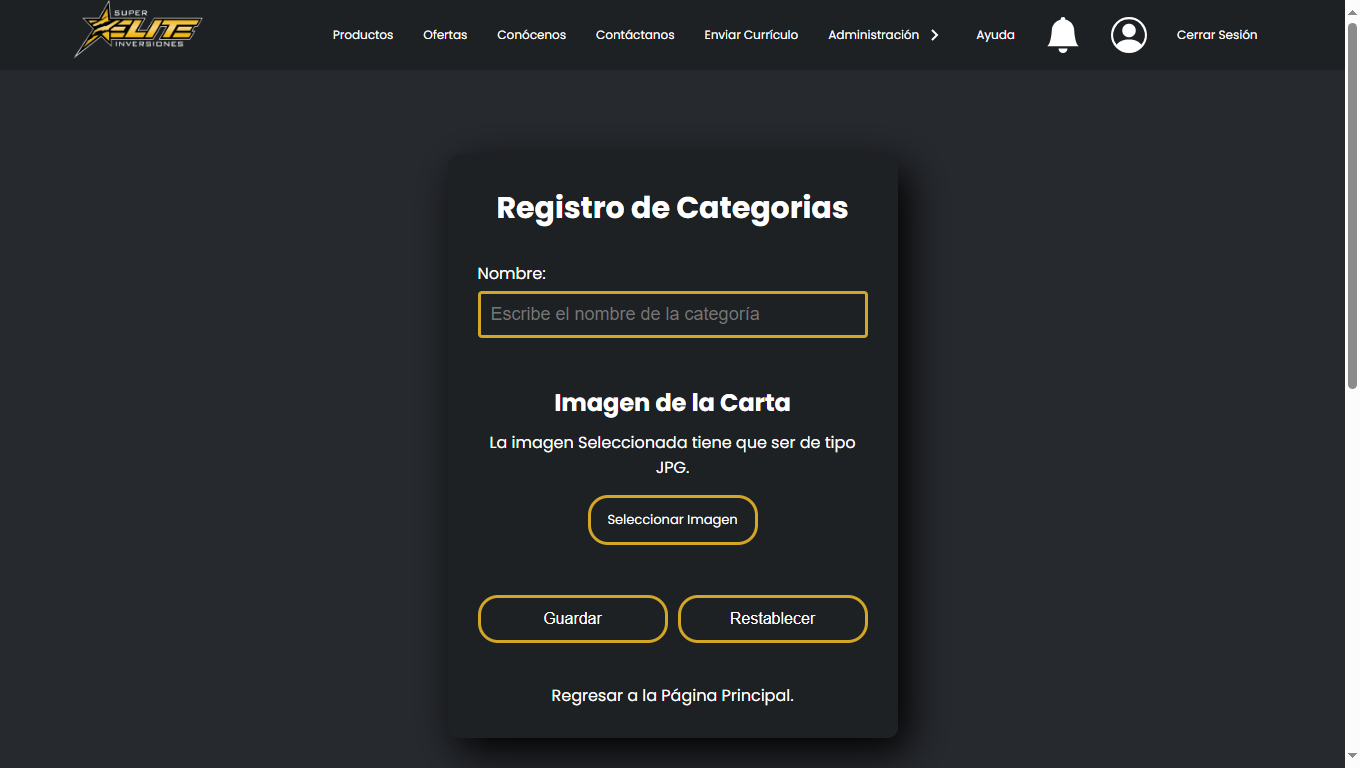 SUPER
ELITE
INVERSIONES
Productos Ofertas Conócenos Contáctanos Enviar Currículo Administración Ayuda Cerrar Sesión
Registro de Categorias
Nombre:
Escribe el nombre de la categoría
Imagen de la Carta
La imagen Seleccionada tiene que ser de tipo
JPG.
Seleccionar Imagen
Guardar Restablecer
Regresar a la Página Principal.